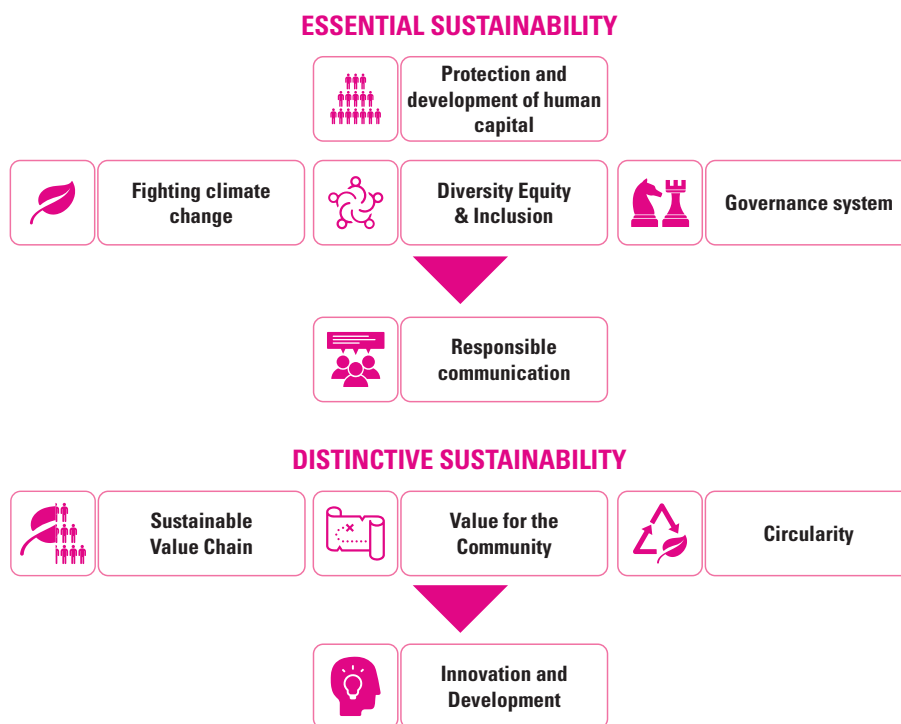 ESSENTIAL SUSTAINABILITY
Protection and
development of human
capital
Fighting climate
change
Diversity Equity
& Inclusion
Governance system
Responsible
communication
DISTINCTIVE SUSTAINABILITY
Sustainable
Value Chain
Value for the
Community
Circularity
Innovation and
Development